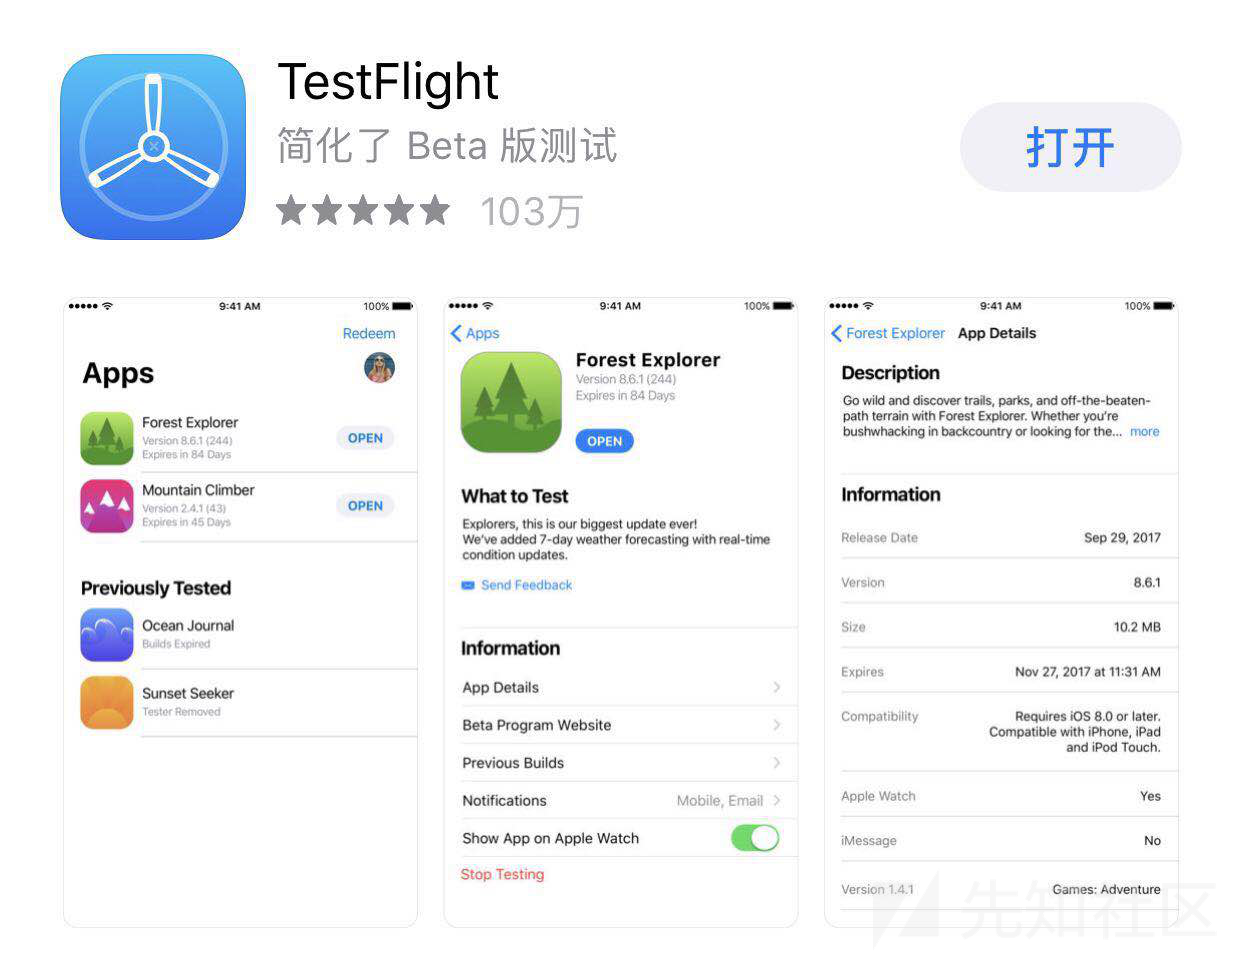 TestFlight
简化了 Beta 版测试
打开
103万
9:41 AM
100%
Redeem
Apps
Forest Explorer
Version 8.6.1 (244)
Expires in 84 Days
OPEN
Mountain Climber
Version 2.4.1 (43)
Expires in 45 Days
OPEN
Previously Tested
Ocean Journal
Builds Expired
Sunset Seeker
Tester Removed
9:41 AM
100%
Apps
Forest Explorer
Version 8.6.1 (244)
Expires in 84 Days
OPEN
What to Test
Explorers, this is our biggest update ever!
We've added 7-day weather forecasting with real-time
condition updates.
Send Feedback
Information
App Details
Beta Program Website
Previous Builds
Notifications Mobile, Email
Show App on Apple Watch
Stop Testing
9:41 AM
100%
Forest Explorer App Details
Description
Go wild and discover trails, parks, and off-the-beaten-
path terrain with Forest Explorer. Whether you're
bushwhacking in backcountry or looking for the... more
Information
Release Date Sep 29, 2017
Version 8.6.1
Size 10.2 MB
Expires Nov 27, 2017 at 11:31 AM
Compatibility Requires iOS 8.0 or later.
Compatible with iPhone, iPad
and iPod Touch.
Apple Watch Yes
iMessage No
Version 1.4.1 Games: Adventure
先知社区